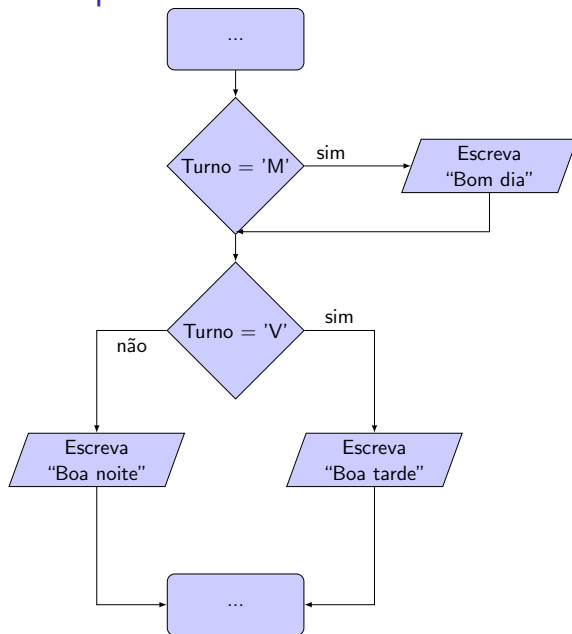 ...
Turno = 'M'
sim
Escreva
“Bom dia”
Turno = 'V'
sim
não
Escreva
“Boa noite”
Escreva
“Boa tarde”
...